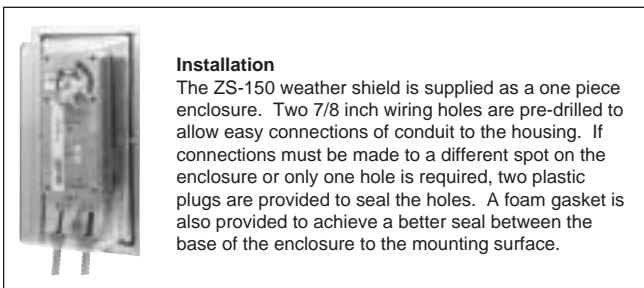 Installation
The ZS-150 weather shield is supplied as a one piece
enclosure. Two 7/8 inch wiring holes are pre-drilled to
allow easy connections of conduit to the housing. If
connections must be made to a different spot on the
enclosure or only one hole is required, two plastic
plugs are provided to seal the holes. A foam gasket is
also provided to achieve a better seal between the
base of the enclosure to the mounting surface.